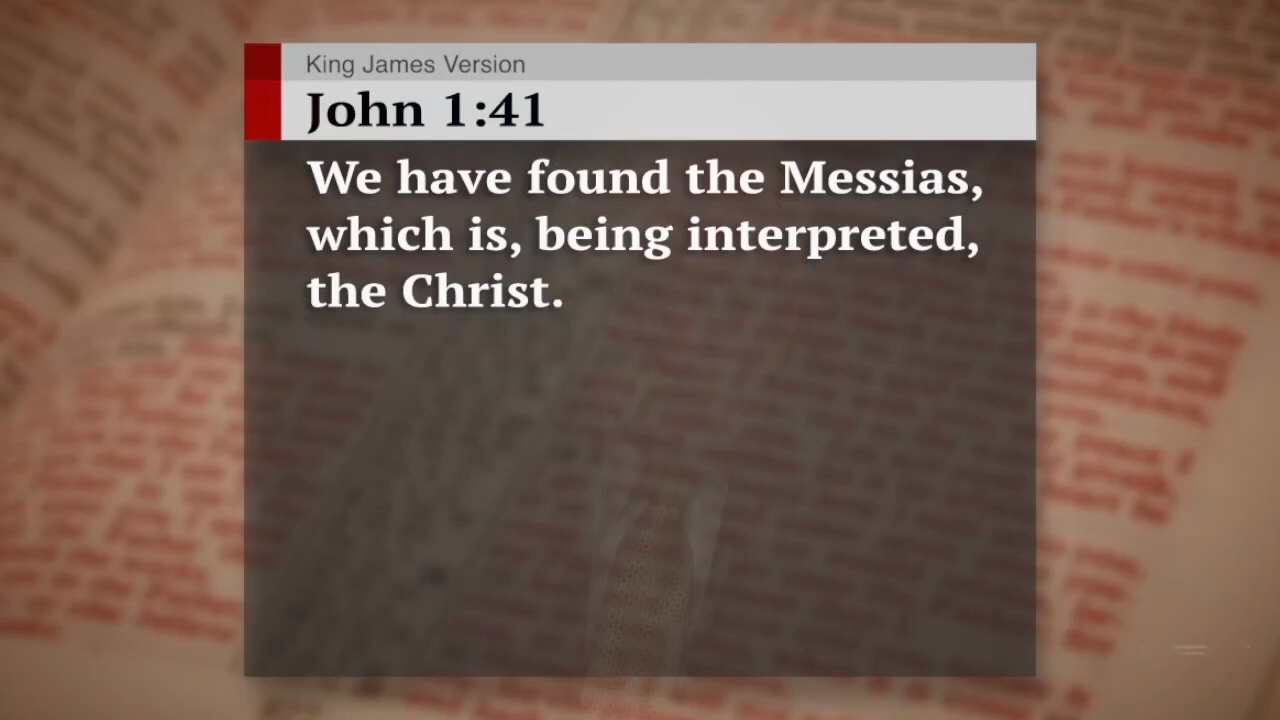 King James Version
John 1:41
We have found the Messias,
which is, being interpreted,
the Christ.